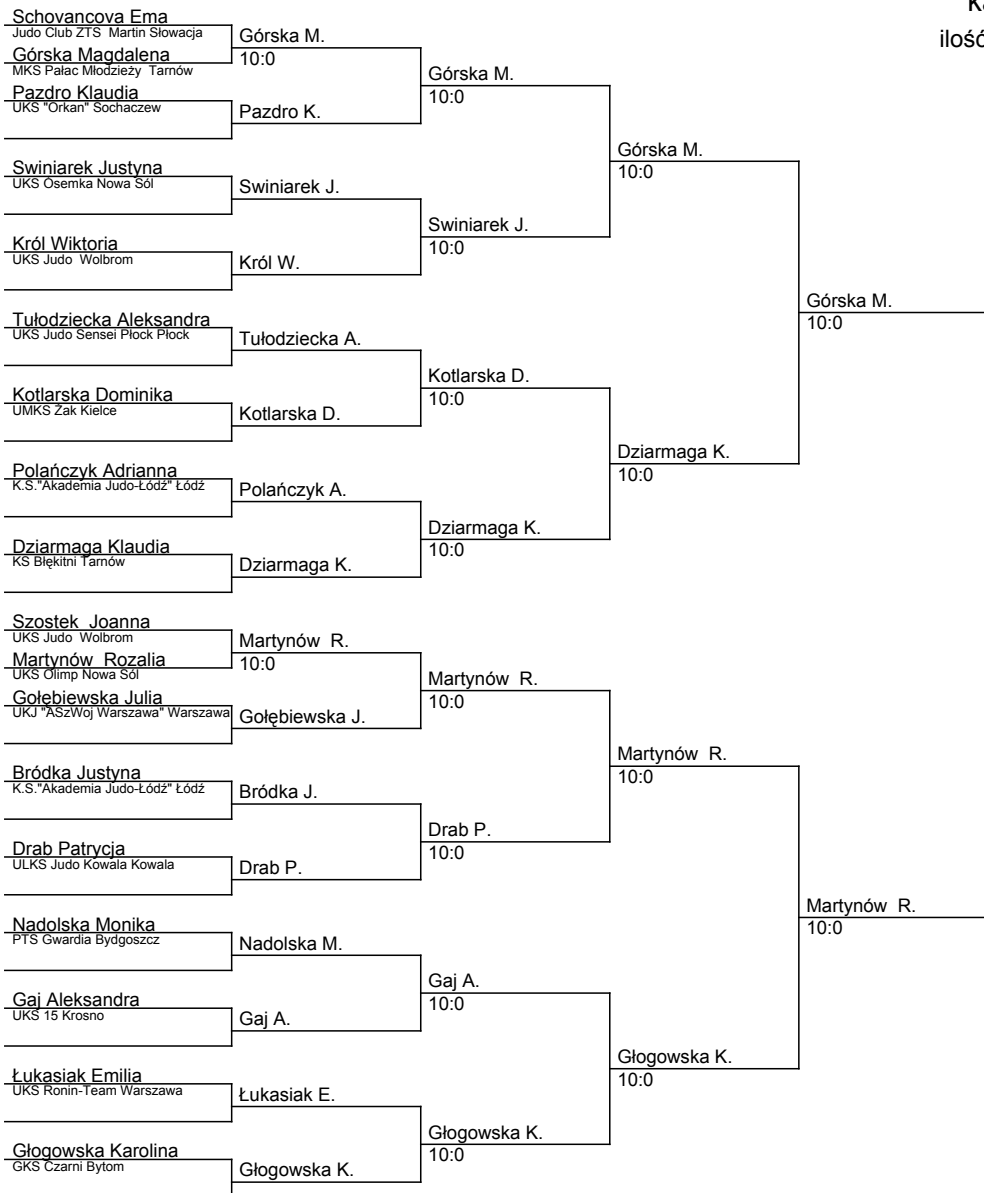 Schovancova Ema
Judo Club ZTS Martin Słowacja
Górska Magdalena
MKS Pałac Młodzieży Tarnów
Pazdro Klaudia
UKS "Orkan" Sochaczew
Swiniarek Justyna
UKS Osemka Nowa Sól
Król Wiktoria
UKS Judo Wolbrom
Tułodziecka Aleksandra
UKS Judo Sensei Płock Płock
Kotlarska Dominika
UMKS Żak Kielce
Polańczyk Adrianna
K.S."Akademia Judo-Łódź" Łódź
Dziarmaga Klaudia
KS Błękitni Tarnów
Szostek Joanna
UKS Judo Wolbrom
Martynów Rozalia
UKS Olimp Nowa Sól
Gołębiewska Julia
UKJ "ASzWoj Warszawa" Warszawa
Bródka Justyna
K.S."Akademia Judo-Łódź" Łódź
Drab Patrycja
ULKS Judo Kowala Kowala
Nadolska Monika
PTS Gwardia Bydgoszcz
Gaj Aleksandra
UKS 15 Krosno
Łukasiak Emilia
UKS Ronin-Team Warszawa
Głogowska Karolina
GKS Czarni Bytom
Górska M.
10:0
Pazdro K.
Swiniarek J.
Król W.
Tułodziecka A.
Kotlarska D.
Polańczyk A.
Dziarmaga K.
Martynów R.
10:0
Gołębiewska J.
Bródka J.
Drab P.
Nadolska M.
Gaj A.
Łukasiak E.
Głogowska K.
Górska M.
10:0
Swiniarek J.
10:0
Kotlarska D.
10:0
Dziarmaga K.
10:0
Martynów R.
10:0
Drab P.
10:0
Gaj A.
10:0
Głogowska K.
10:0
Górska M.
10:0
Dziarmaga K.
10:0
Martynów R.
10:0
Głogowska K.
10:0
Górska M.
10:0
Martynów R.
10:0
ilość